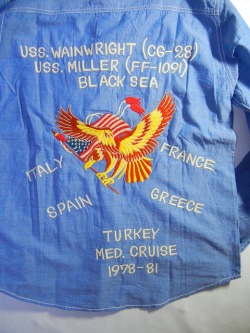 USS. WAINWRIGHT (CG-28)
USS. MILLER (FF-1091)
BLACK SEA
ITALY
FRANCE
SPAIN
GREECE
TURKEY
MED. CRUISE
1978-81